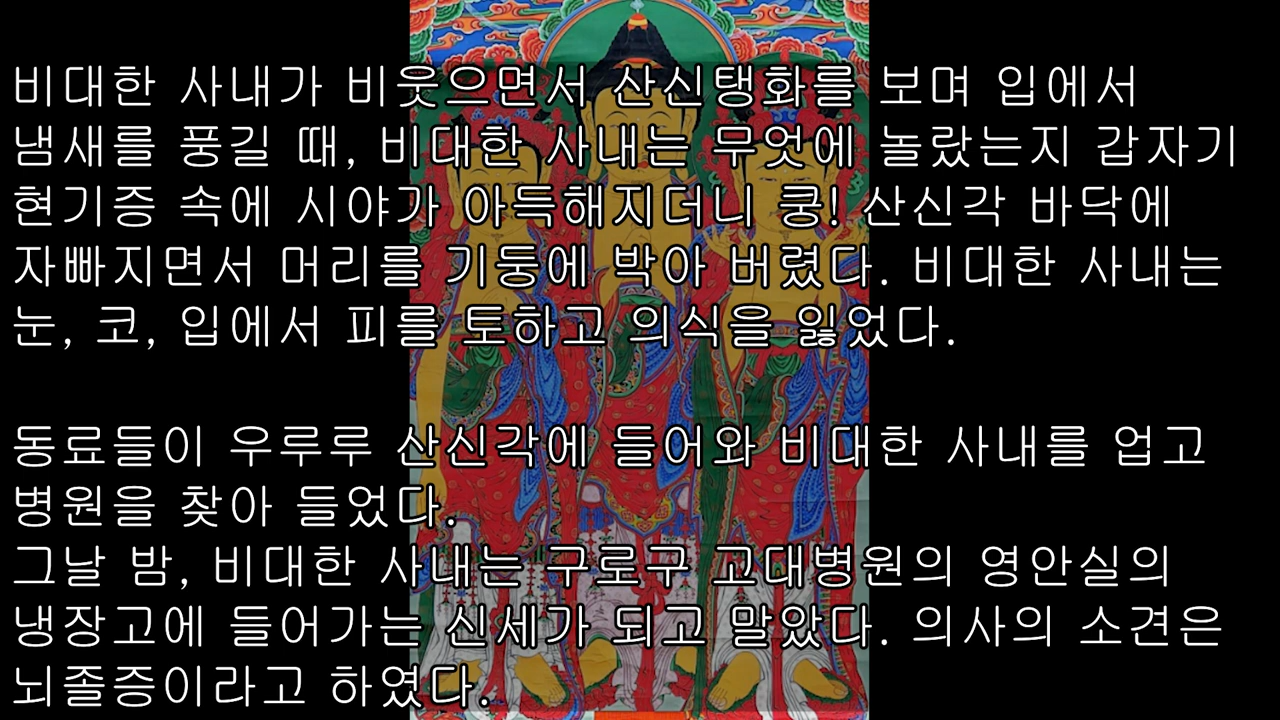 비대한 사내가 비웃으면서 산신탱화를 보며 입에서
냄새를 풍길 때, 비대한 사내는 무엇에 놀랐는지 갑자기
현기증 속에 시야가 아득해지더니 쿵! 산신각 바닥에
자빠지면서 머리를 기둥에 박아 버렸다. 비대한 사내는
눈, 코, 입에서 피를 토하고 의식을 잃었다.
동료들이 우루루 산신각에 들어와 비대한 사내를 업고
병원을 찾아 들었다.
그날 밤, 비대한 사내는 구로구 고대병원의 영안실의
냉장고에 들어가는 신세가 되고 말았다. 의사의 소견은
뇌졸증이라고 하였다.